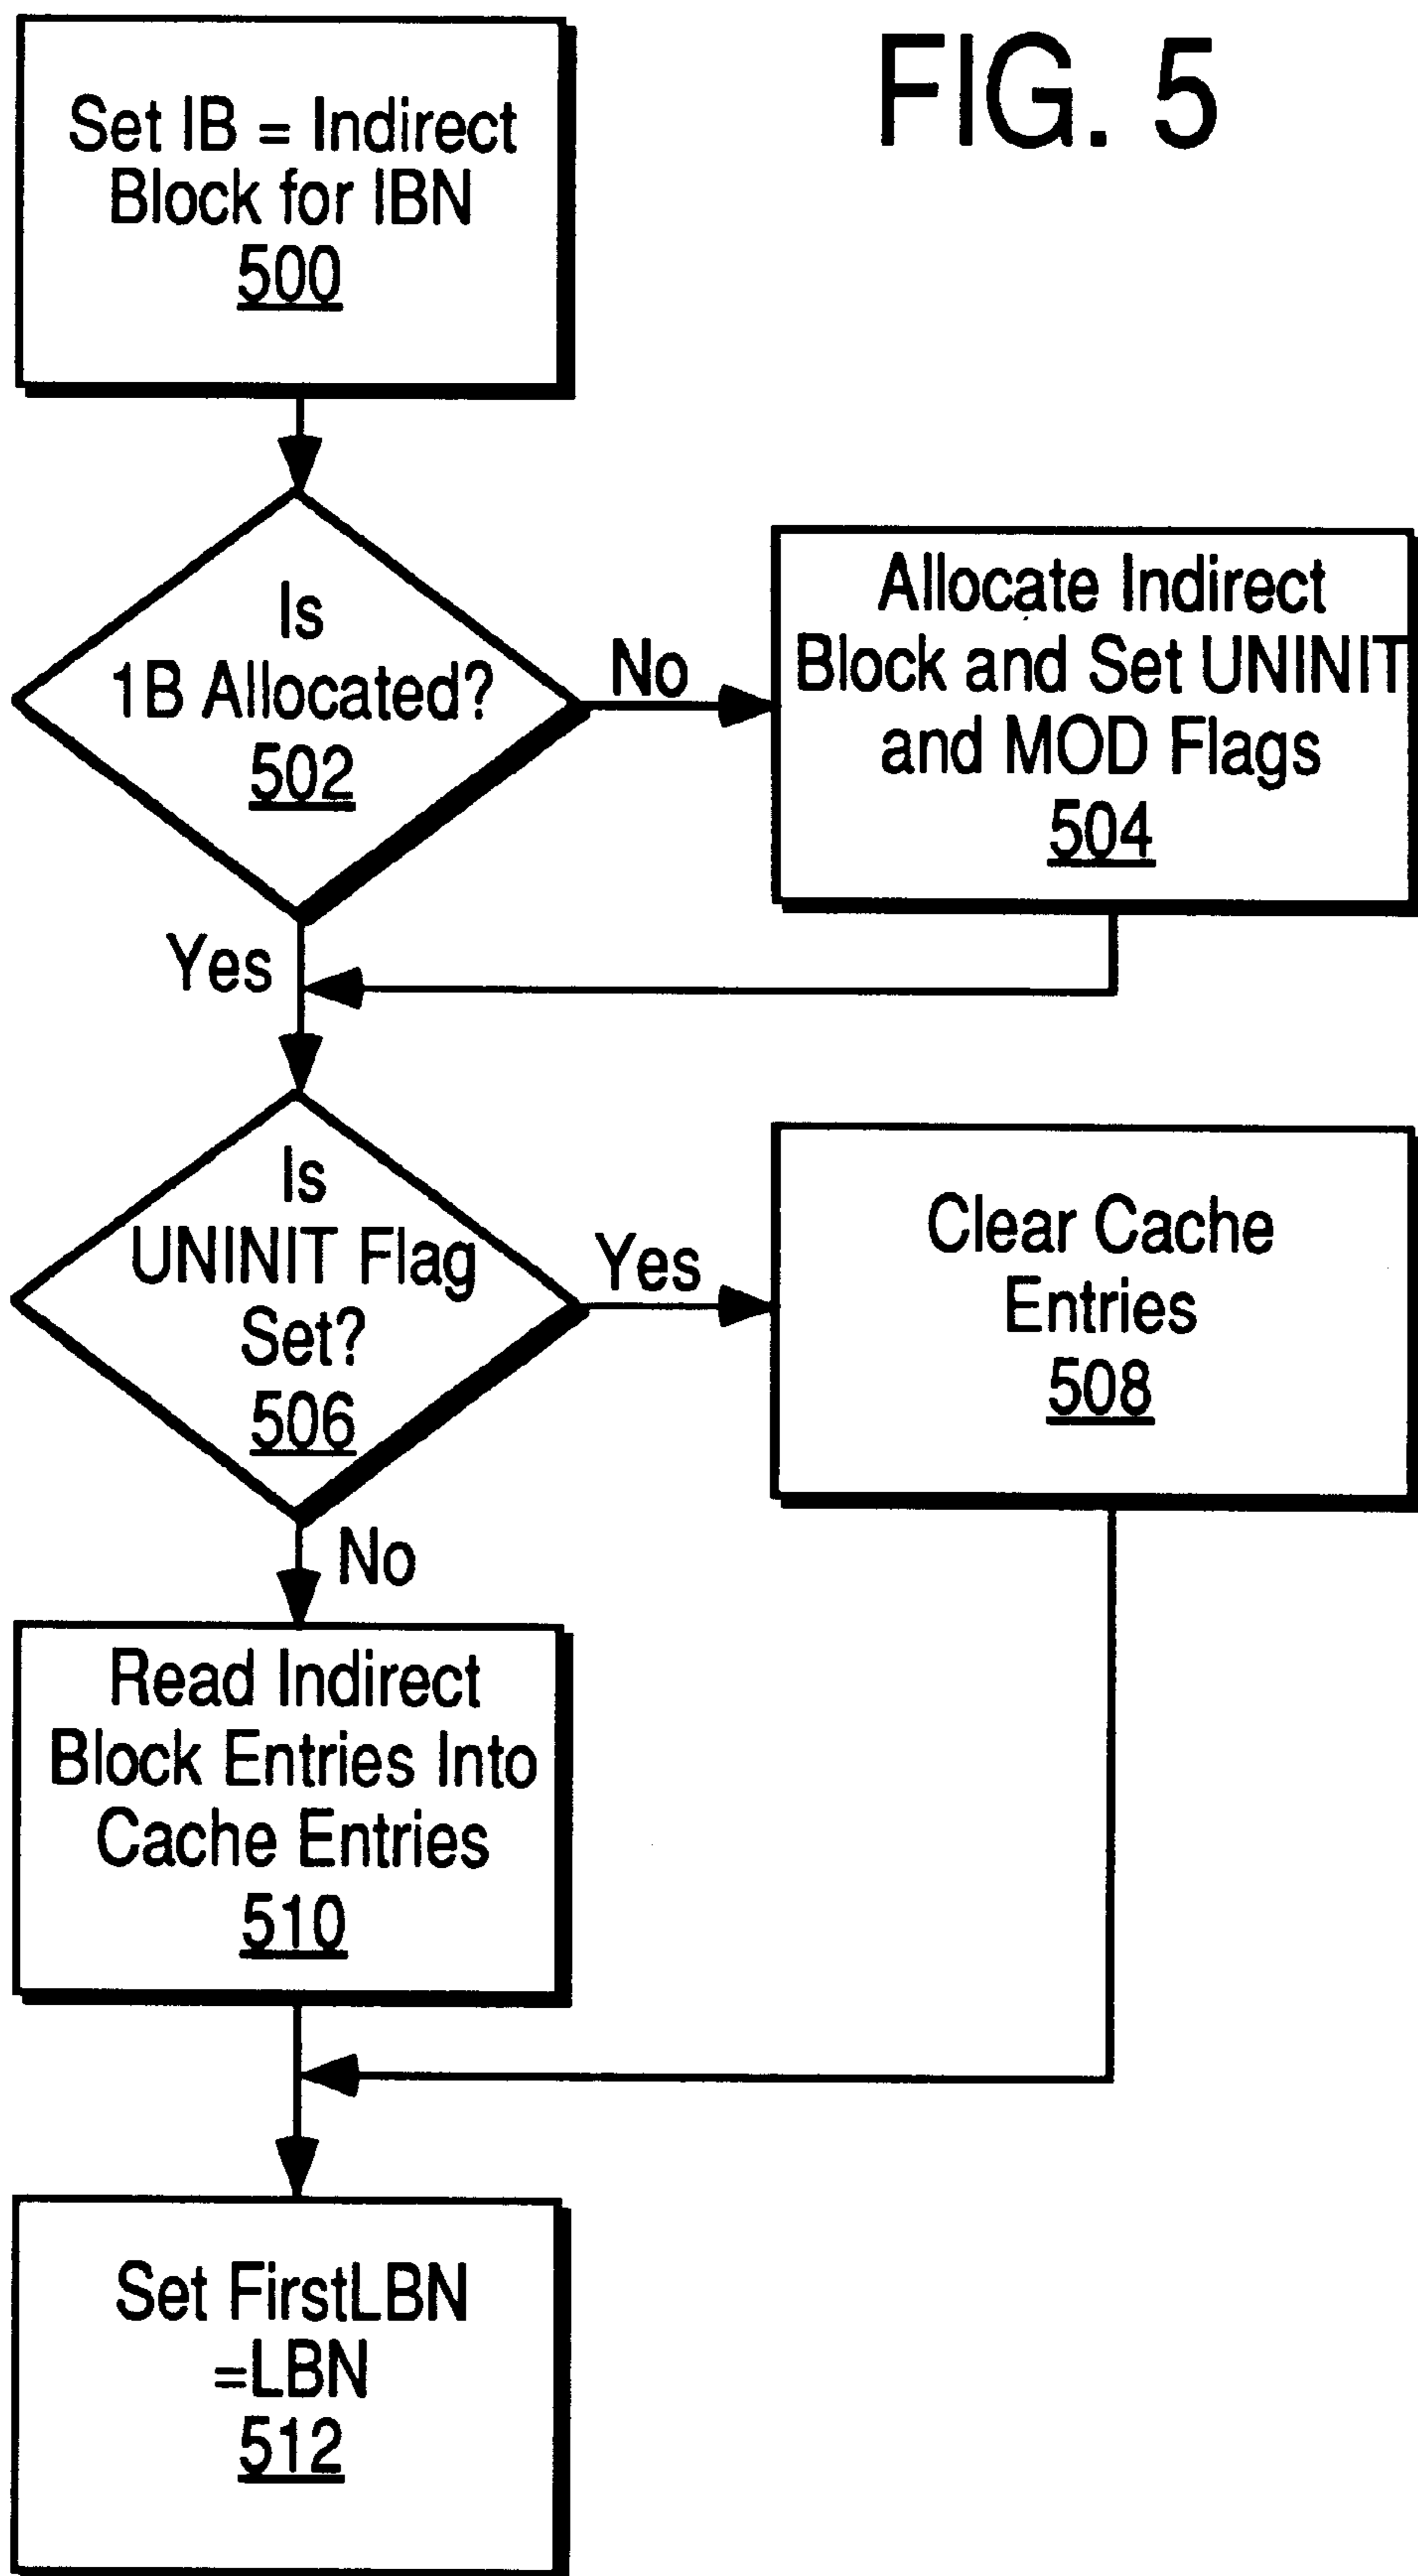 FIG. 5
Set IB = Indirect
Block for IBN
500
Is
1B Allocated?
502
No
Allocate Indirect
Block and Set UNINIT
and MOD Flags
504
Yes
Is
UNINIT Flag
Set?
506
Yes
Clear Cache
Entries
508
No
Read Indirect
Block Entries Into
Cache Entries
510
Set FirstLBN
=LBN
512